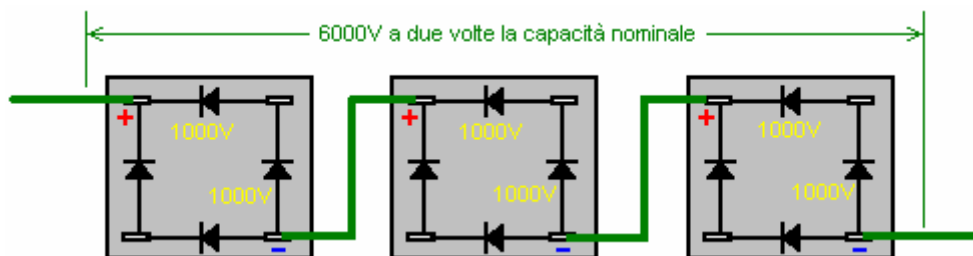 6000V a due volte la capacità nominale
+ + +
1000V 1000V 1000V
1000V 1000V 1000V
- - -